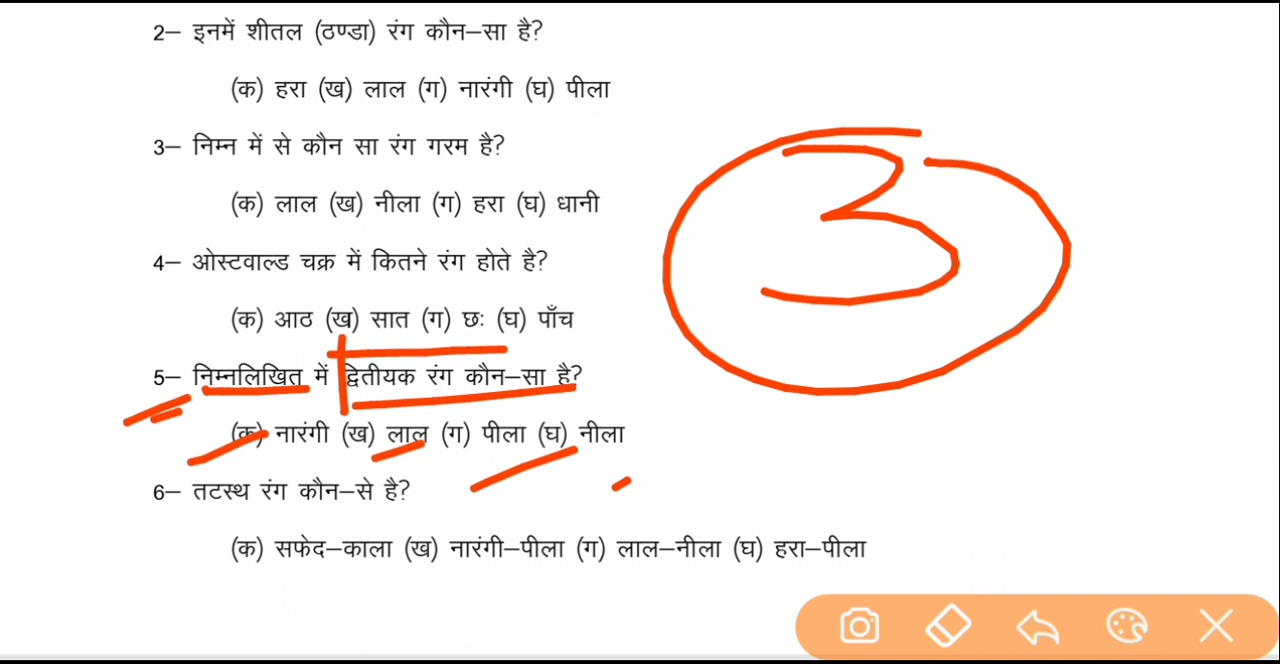 2– इनमें शीतल (ठण्डा) रंग कौन–सा है?
(क) हरा (ख) लाल (ग) नारंगी (घ) पीला
3– निम्न में से कौन सा रंग गरम है?
(क) लाल (ख) नीला (ग) हरा (घ) धानी
3
4– ओस्टवाल्ड चक्र में कितने रंग होते है?
(क) आठ (ख) सात (ग) छः (घ) पाँच
5– निम्नलिखित में द्वितीयक रंग कौन–सा है?
(क) नारंगी (ख) लाल (ग) पीला (घ) नीला
6– तटस्थ रंग कौन–से है?
(क) सफेद–काला (ख) नारंगी–पीला (ग) लाल–नीला (घ) हरा–पीला